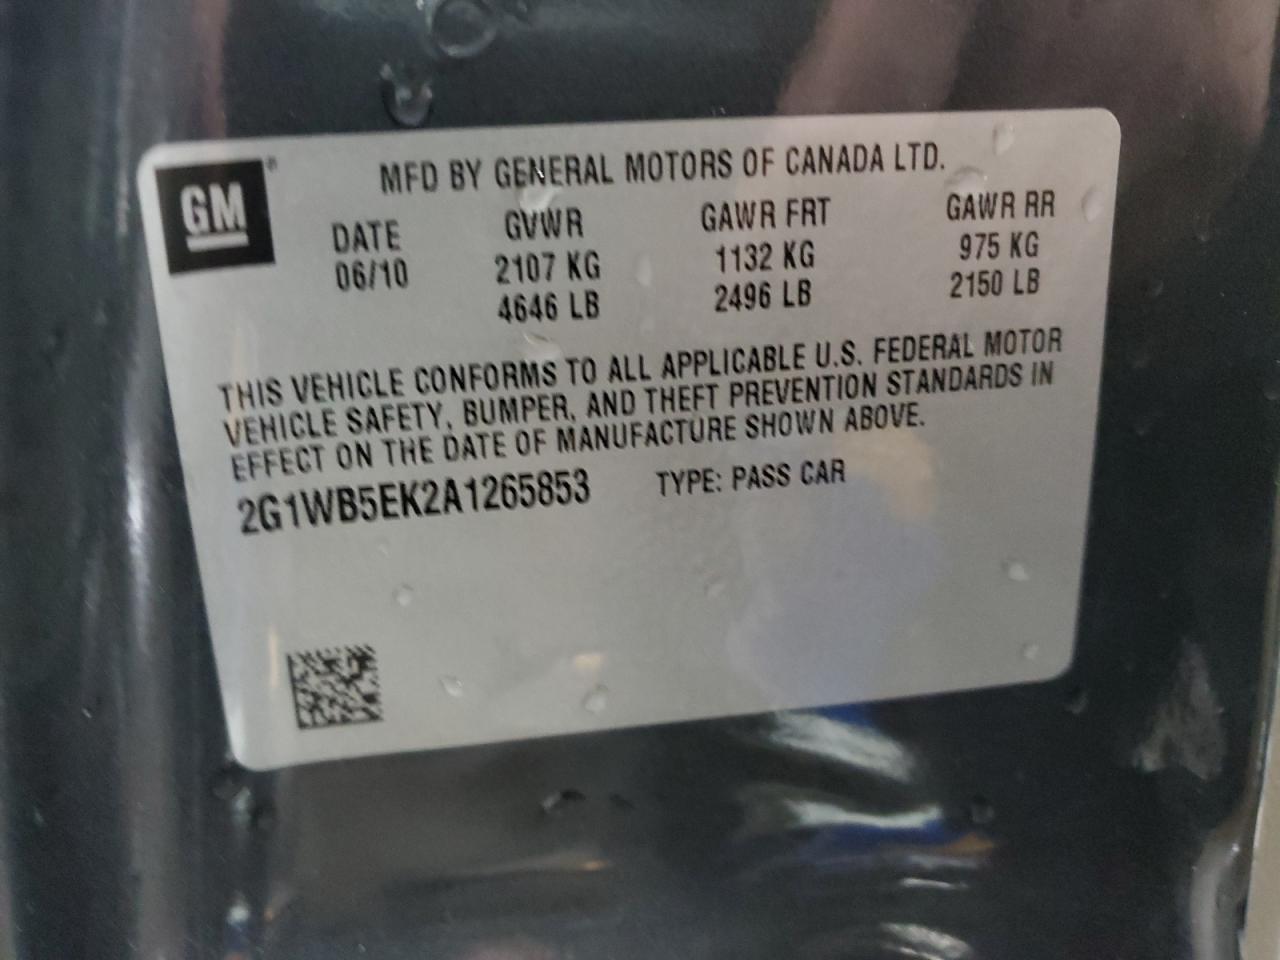 GM®
MFD BY GENERAL MOTORS OF CANADA LTD.
DATE GVWR GAWR FRT GAWR RR
06/10 2107 KG 1132 KG 975 KG
4646 LB 2496 LB 2150 LB
THIS VEHICLE CONFORMS TO ALL APPLICABLE U.S. FEDERAL MOTOR
VEHICLE SAFETY, BUMPER, AND THEFT PREVENTION STANDARDS IN
EFFECT ON THE DATE OF MANUFACTURE SHOWN ABOVE.
2G1WB5EK2A1265853 TYPE: PASS CAR